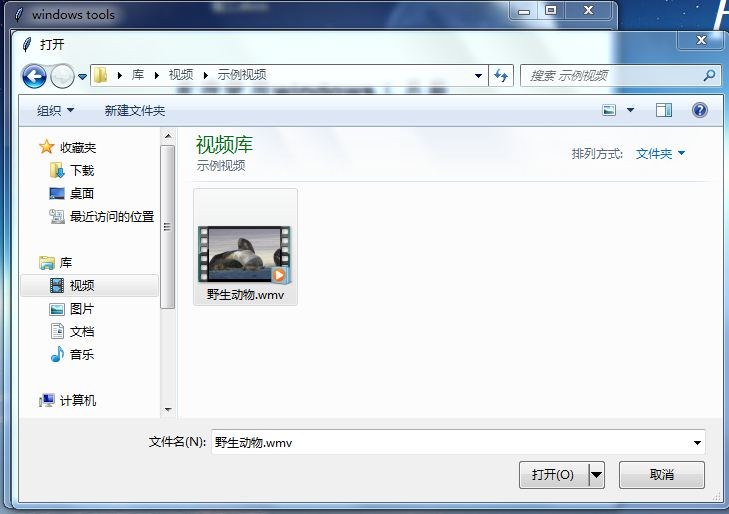 windows tools
打开
库 视频 示例视频
搜索 示例视频
组织 新建文件夹
收藏夹
下载
桌面
最近访问的位置
库
视频
图片
文档
音乐
计算机
视频库
示例视频
排列方式: 文件夹
野生动物.wmv
文件名(N): 野生动物.wmv
打开(O) 取消